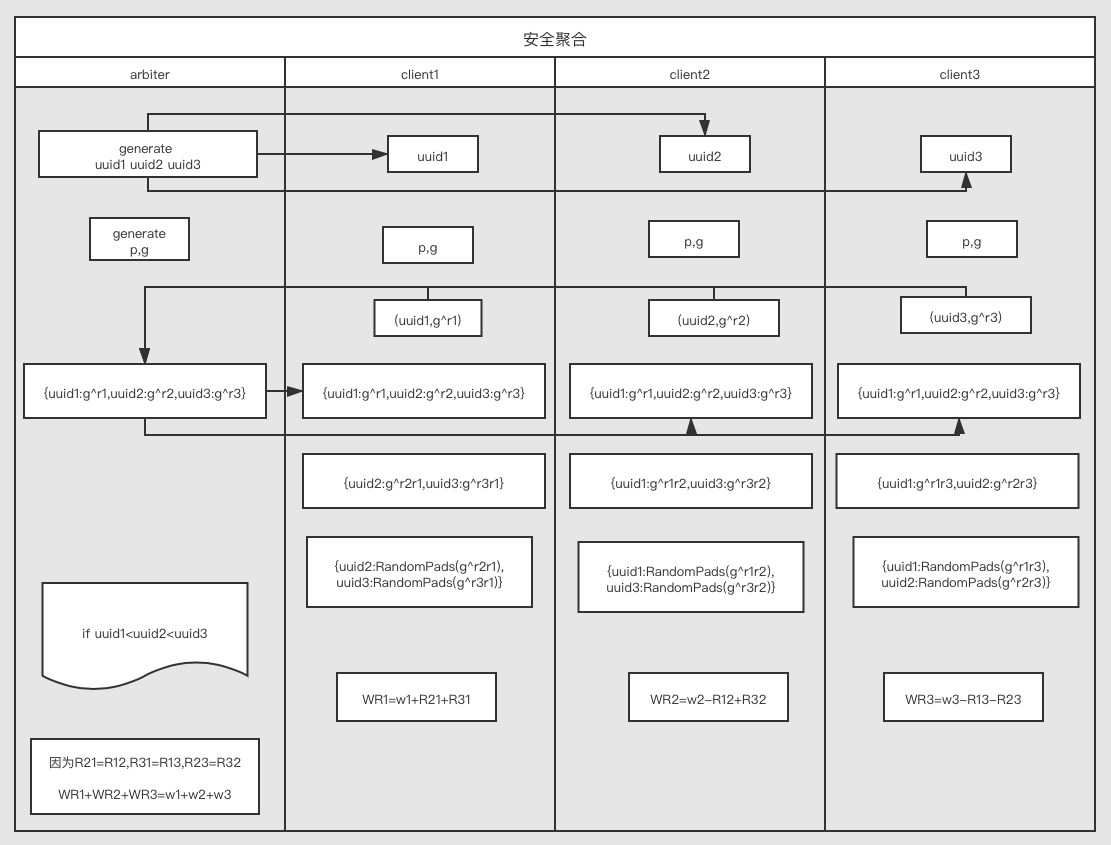 安全聚合
arbiter
client1
client2
client3
generate
uuid1 uuid2 uuid3
uuid1
uuid2
uuid3
generate
p,g
p,g
p,g
p,g
(uuid1,g^r1)
(uuid2,g^r2)
(uuid3,g^r3)
{uuid1:g^r1,uuid2:g^r2,uuid3:g^r3}
{uuid1:g^r1,uuid2:g^r2,uuid3:g^r3}
{uuid1:g^r1,uuid2:g^r2,uuid3:g^r3}
{uuid1:g^r1,uuid2:g^r2,uuid3:g^r3}
{uuid2:g^r2r1,uuid3:g^r3r1}
{uuid1:g^r1r2,uuid3:g^r3r2}
{uuid1:g^r1r3,uuid2:g^r2r3}
{uuid2:RandomPads(g^r2r1),
uuid3:RandomPads(g^r3r1)}
{uuid1:RandomPads(g^r1r2),
uuid3:RandomPads(g^r3r2)}
{uuid1:RandomPads(g^r1r3),
uuid2:RandomPads(g^r2r3)}
if uuid1<uuid2<uuid3
WR1=w1+R21+R31
WR2=w2-R12+R32
WR3=w3-R13-R23
因为R21=R12,R31=R13,R23=R32
WR1+WR2+WR3=w1+w2+w3